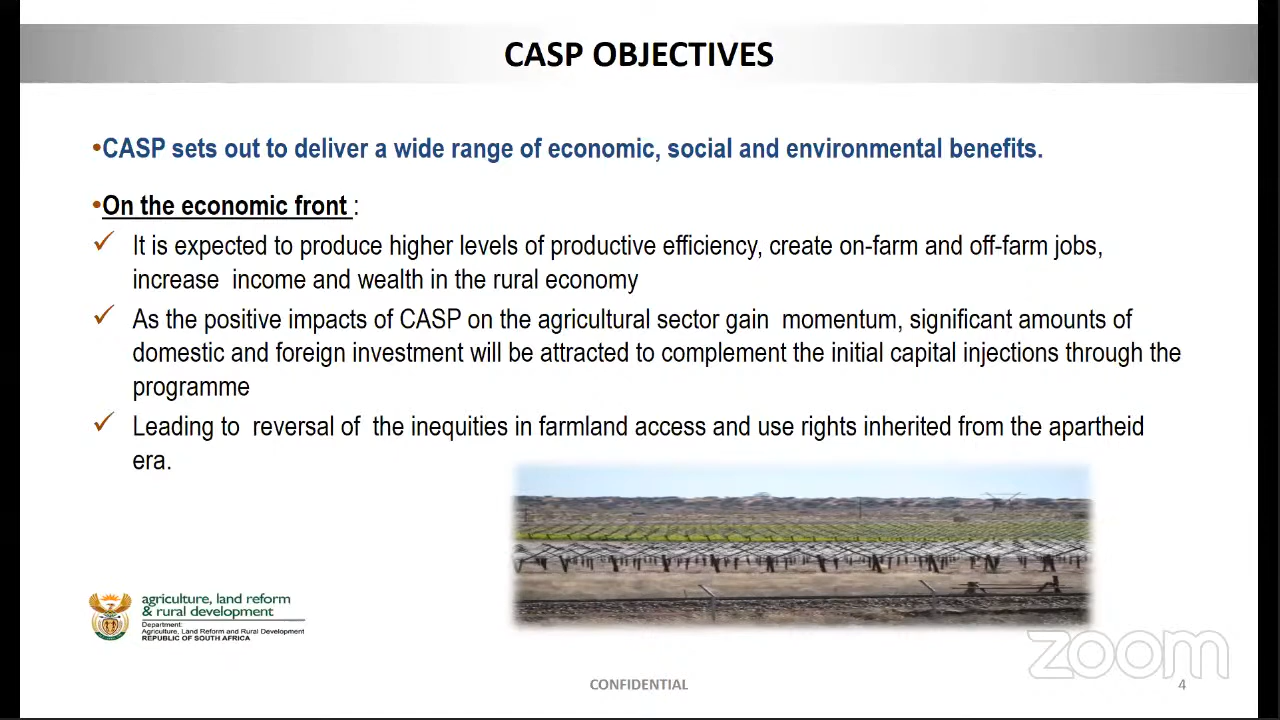 CASP OBJECTIVES
•CASP sets out to deliver a wide range of economic, social and environmental benefits.
•On the economic front :
✓ It is expected to produce higher levels of productive efficiency, create on-farm and off-farm jobs,
increase income and wealth in the rural economy
✓ As the positive impacts of CASP on the agricultural sector gain momentum, significant amounts of
domestic and foreign investment will be attracted to complement the initial capital injections through the
programme
✓ Leading to reversal of the inequities in farmland access and use rights inherited from the apartheid
era.
agriculture, land reform
& rural development
Department:
Agriculture, Land Reform and Rural Development
REPUBLIC OF SOUTH AFRICA
zoom
CONFIDENTIAL
4